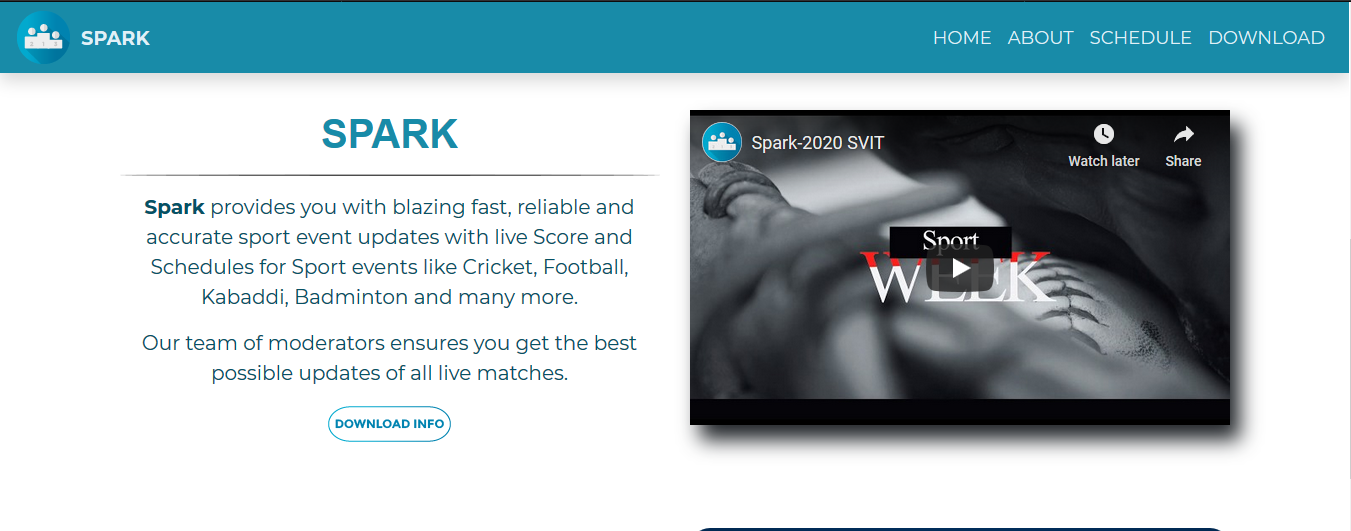 SPARK
HOME ABOUT SCHEDULE DOWNLOAD
SPARK
Spark provides you with blazing fast, reliable and
accurate sport event updates with live Score and
Schedules for Sport events like Cricket, Football,
Kabaddi, Badminton and many more.
Our team of moderators ensures you get the best
possible updates of all live matches.
DOWNLOAD INFO
Spark-2020 SVIT
Watch later
Share
Sport
WEEK